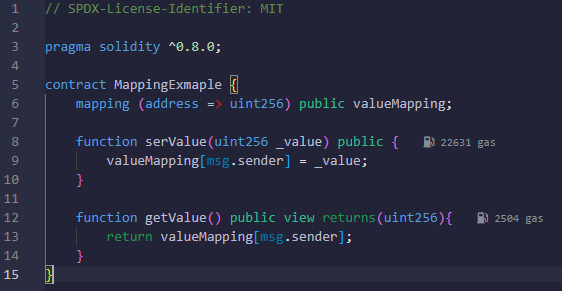 1 // SPDX-License-Identifier: MIT
2
3 pragma solidity ^0.8.0;
4
5 contract MappingExmaple {
6 mapping (address => uint256) public valueMapping;
7
8 function serValue(uint256 _value) public { 22631 gas
9 valueMapping[msg.sender] = _value;
10 }
11
12 function getValue() public view returns(uint256){ 2504 gas
13 return valueMapping[msg.sender];
14 }
15 }